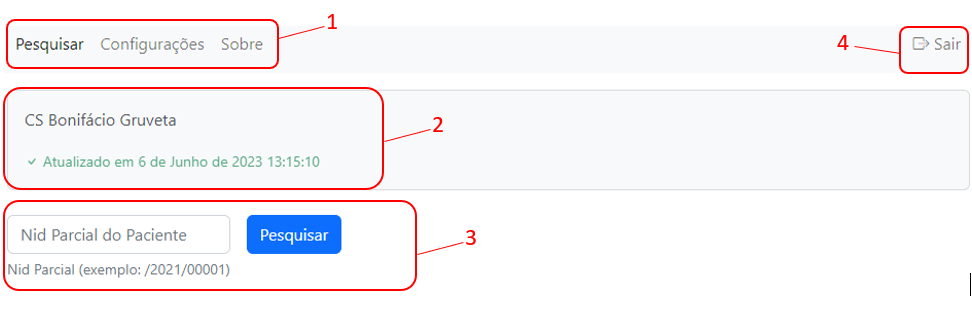 1
Pesquisar Configurações Sobre
4
Sair
CS Bonifácio Gruveta
2
Atualizado em 6 de Junho de 2023 13:15:10
Nid Parcial do Paciente Pesquisar
3
Nid Parcial (exemplo: /2021/00001)